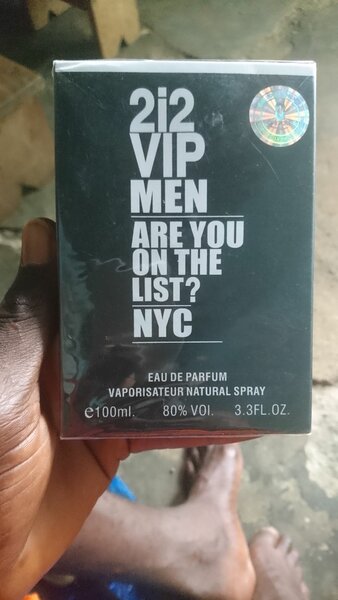 2i2
VIP
MEN
ARE YOU
ON THE
LIST?
NYC
EAU DE PARFUM
VAPORISATEUR NATURAL SPRAY
℮100ml. 80% VOL. 3.3FL.OZ.